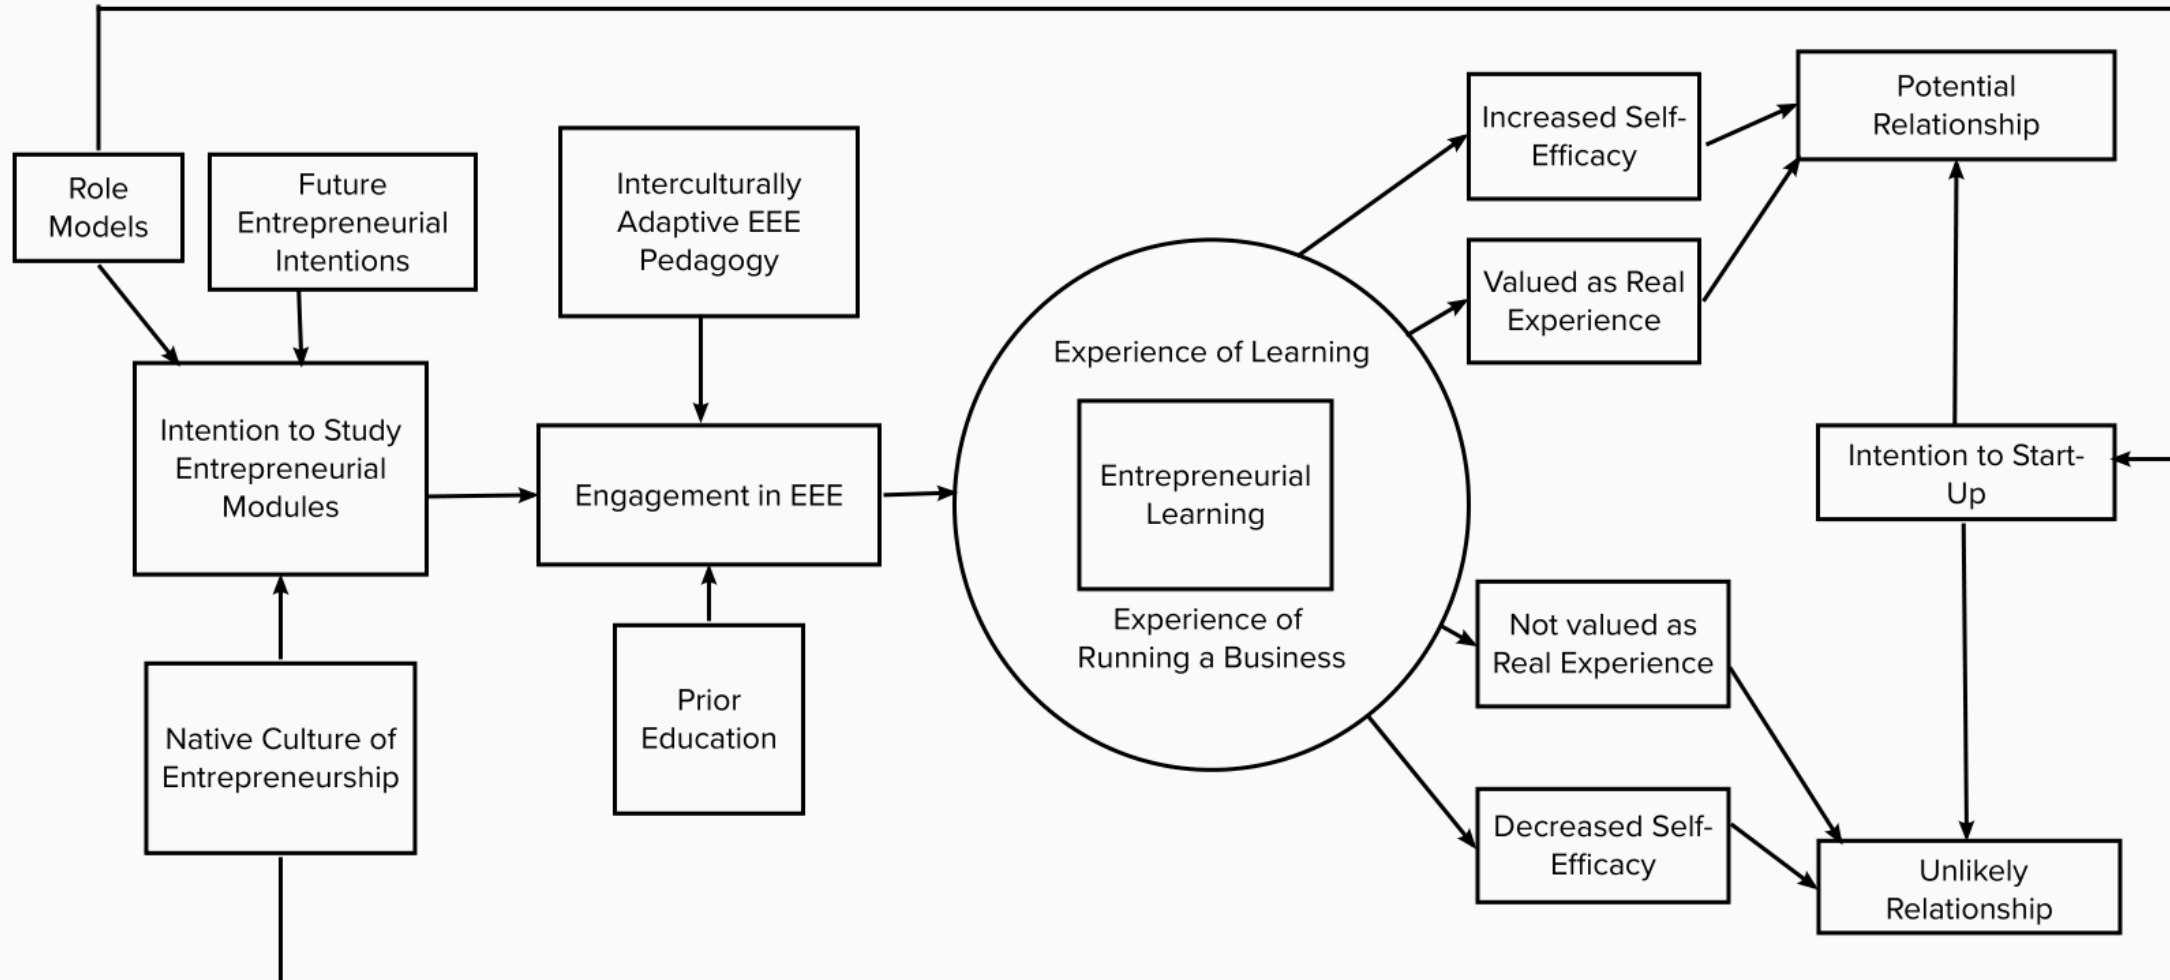 Role
Models
Future
Entrepreneurial
Intentions
Interculturally
Adaptive EEE
Pedagogy
Intention to Study
Entrepreneurial
Modules
Engagement in EEE
Native Culture of
Entrepreneurship
Prior
Education
Experience of Learning
Entrepreneurial
Learning
Experience of
Running a Business
Increased Self-
Efficacy
Valued as Real
Experience
Not valued as
Real Experience
Decreased Self-
Efficacy
Potential
Relationship
Intention to Start-
Up
Unlikely
Relationship